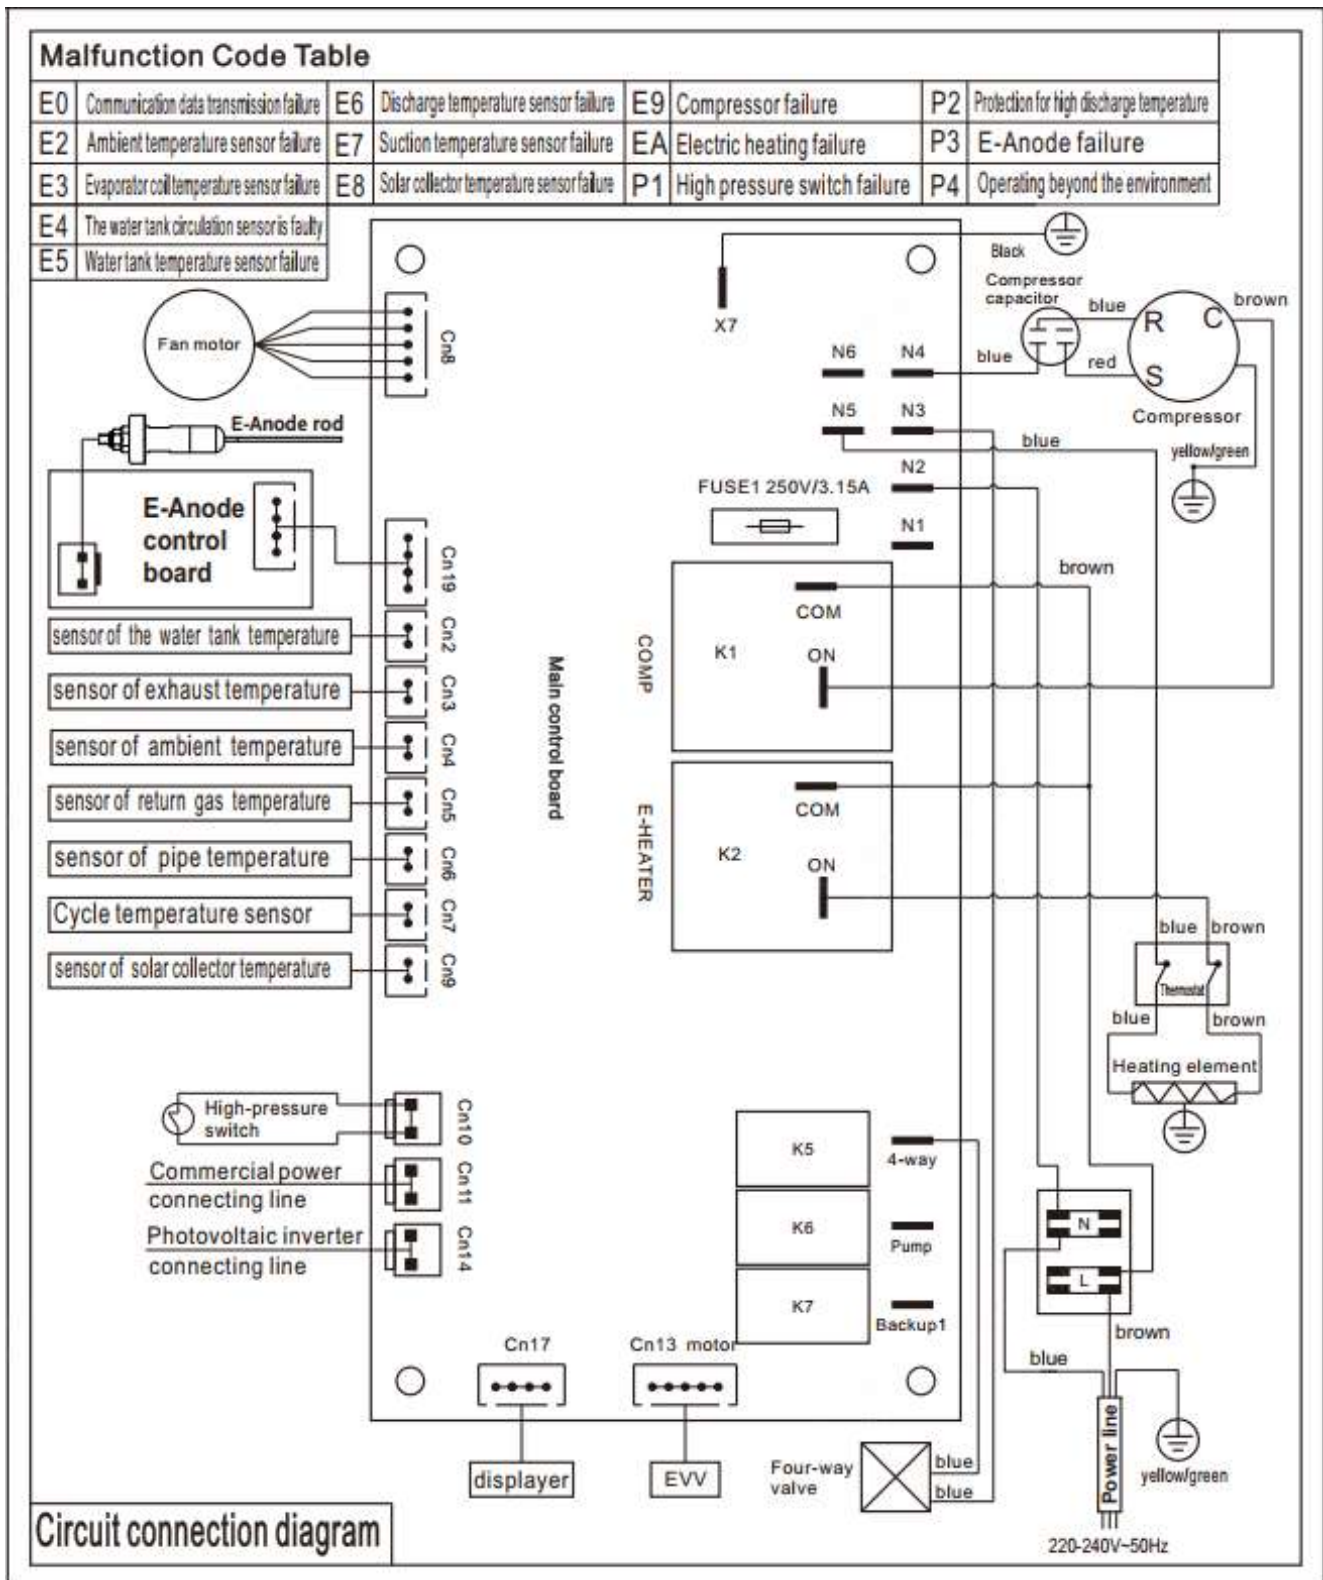 Malfunction Code Table
E0 Communication data transmission failure E6 Discharge temperature sensor failure E9 Compressor failure P2 Protection for high discharge temperature
E2 Ambient temperature sensor failure E7 Suction temperature sensor failure EA Electric heating failure P3 E-Anode failure
E3 Evaporator coil temperature sensor failure E8 Solar collector temperature sensor failure P1 High pressure switch failure P4 Operating beyond the environment
E4 The water tank circulation sensor is faulty
E5 Water tank temperature sensor failure
Black
X7
Compressor
capacitor
blue
R
C
brown
Fan motor
Cn8
N6
N4
blue
red
S
Compressor
E-Anode rod
N5
N3
blue
yellow/green
N2
FUSE1 250V/3.15A
N1
E-Anode
control
board
Cn19
brown
COM
K1
ON
COMP
Main control board
sensor of the water tank temperature
Cn2
sensor of exhaust temperature
Cn3
sensor of ambient temperature
Cn4
sensor of return gas temperature
Cn5
sensor of pipe temperature
Cn6
Cycle temperature sensor
Cn7
sensor of solar collector temperature
Cn9
COM
K2
ON
E-HEATER
blue
brown
Thermostat
blue
brown
Heating element
High-pressure
switch
Cn10
Commercial power
connecting line
Cn11
Photovoltaic inverter
connecting line
Cn14
K5
4-way
K6
Pump
K7
Backup1
N
L
brown
blue
Cn17
Cn13 motor
displayer
EVV
Four-way
valve
blue
blue
Power line
yellow/green
220-240V~50Hz
Circuit connection diagram